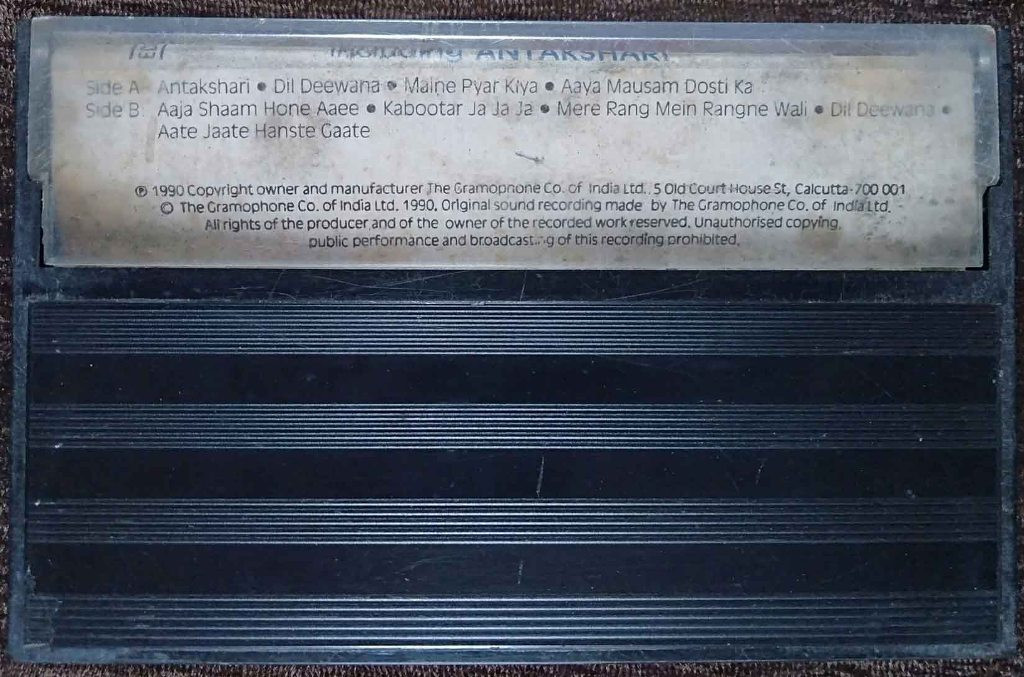 Including ANTAKSHARI
Side A Antakshari • Dil Deewana • Maine Pyar Kiya • Aaya Mausam Dosti Ka
Side B: Aaja Shaam Hone Aaee • Kabootar Ja Ja Ja • Mere Rang Mein Rangne Wali • Dil Deewana •
Aate Jaate Hanste Gaate
℗ 1990 Copyright owner and manufacturer The Gramophone Co. of India Ltd., 5 Old Court House St, Calcutta-700 001
© The Gramophone Co. of India Ltd. 1990. Original sound recording made by The Gramophone Co. of India Ltd.
All rights of the producer and of the owner of the recorded work reserved. Unauthorised copying,
public performance and broadcasting of this recording prohibited.